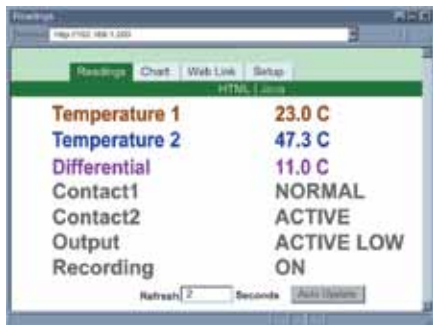 Readings
http://192.168.1.200
Readings Chart Web Link Setup
HTML | Java
Temperature 1 23.0 C
Temperature 2 47.3 C
Differential 11.0 C
Contact1 NORMAL
Contact2 ACTIVE
Output ACTIVE LOW
Recording ON
Refresh 2 Seconds Auto Update